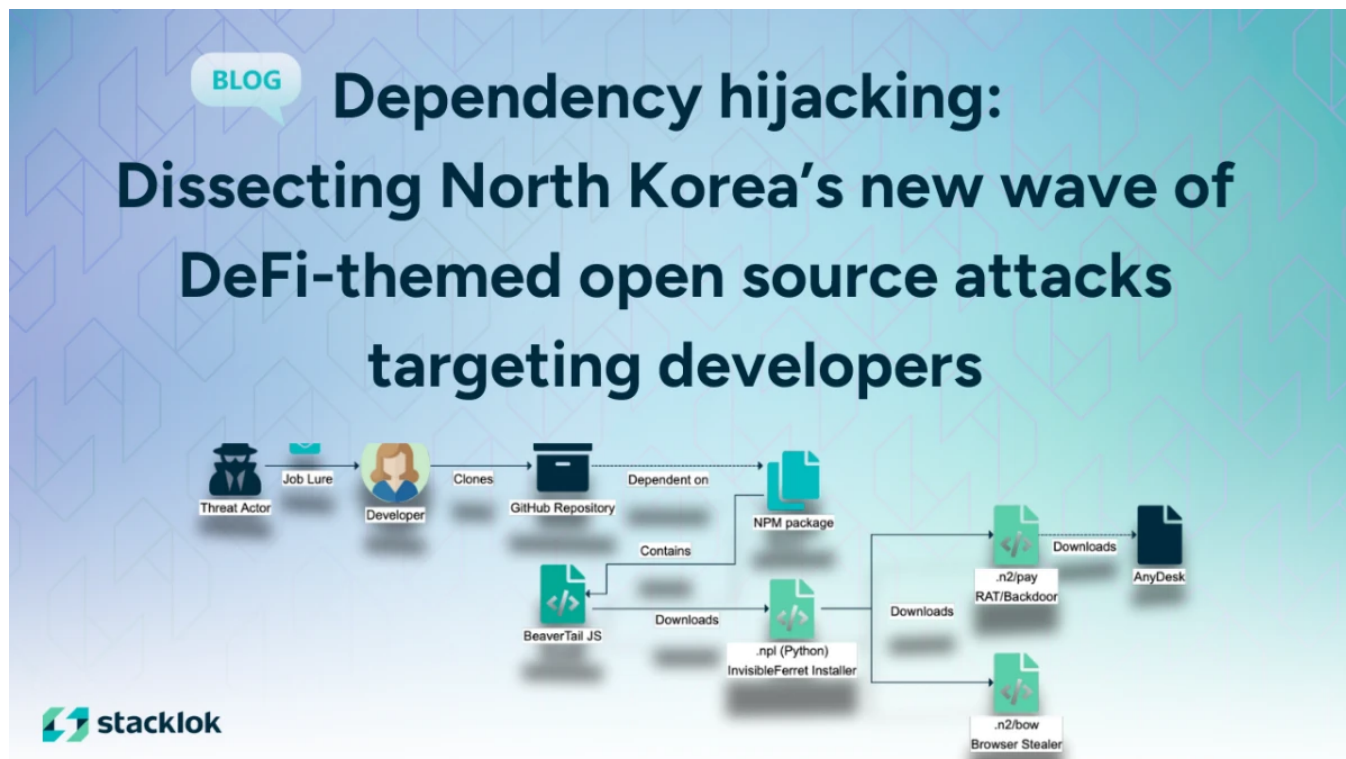 BLOG
Dependency hijacking:
Dissecting North Korea’s new wave of
DeFi-themed open source attacks
targeting developers
Threat Actor
Job Lure
Developer
Clones
GitHub Repository
Dependent on
NPM package
Contains
BeaverTail JS
Downloads
.npl (Python)
InvisibleFerret Installer
Downloads
.n2/pay
RAT/Backdoor
Downloads
AnyDesk
.n2/bow
Browser Stealer
stacklok